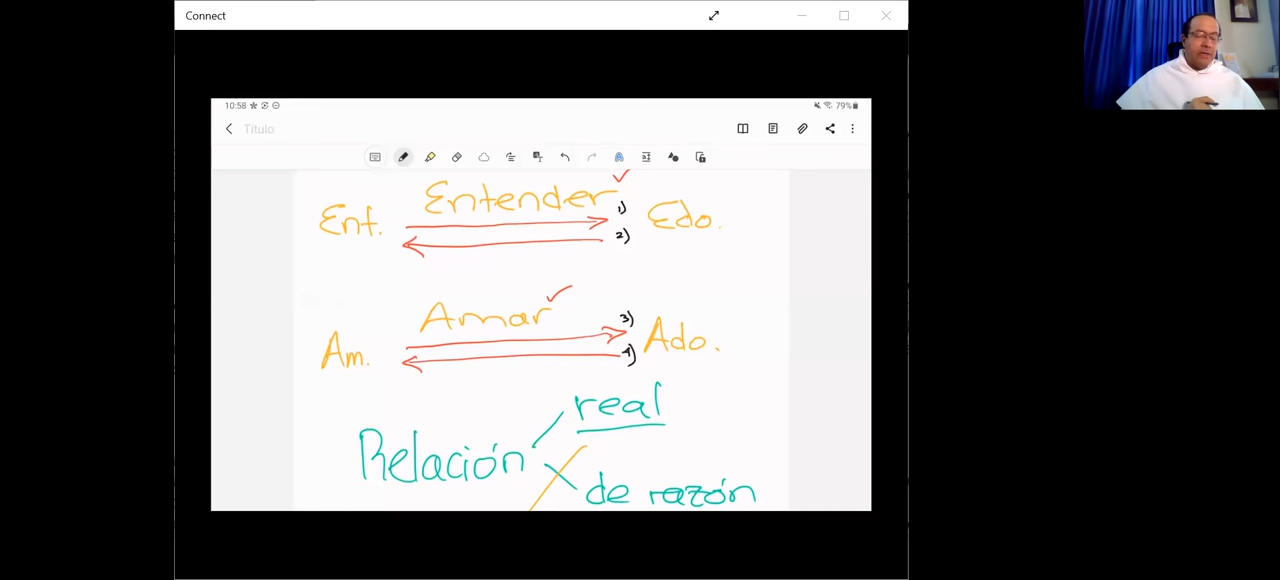 Connect
10:58 79%
Título
Entender
Ent. 1) Edo.
2)
Amar
3)
Am. Ado.
4)
real
Relación
de razón